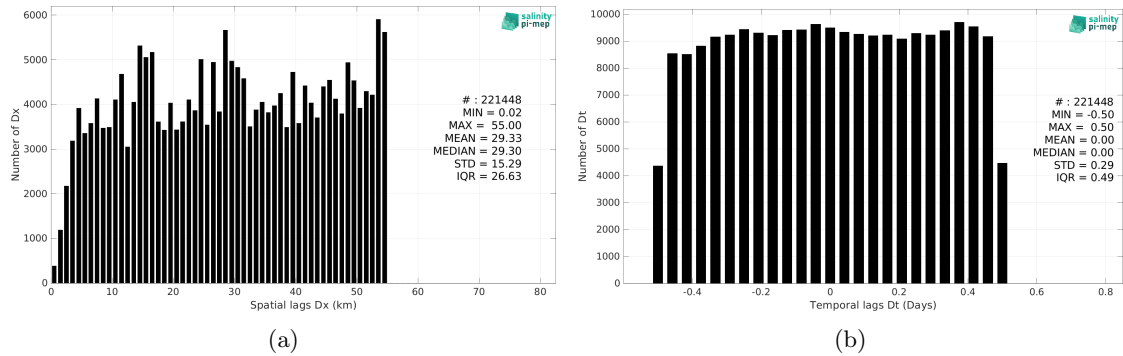 salinity
pi-mep
6000
5000
4000
3000
2000
1000
0
Number of Dx
# : 221448
MIN = 0.02
MAX = 55.00
MEAN = 29.33
MEDIAN = 29.30
STD = 15.29
IQR = 26.63
0 10 20 30 40 50 60 70 80
Spatial lags Dx (km)
(a)
salinity
pi-mep
10000
9000
8000
7000
6000
5000
4000
3000
2000
1000
0
Number of Dt
# : 221448
MIN = -0.50
MAX = 0.50
MEAN = 0.00
MEDIAN = 0.00
STD = 0.29
IQR = 0.49
-0.4 -0.2 0 0.2 0.4 0.6 0.8
Temporal lags Dt (Days)
(b)